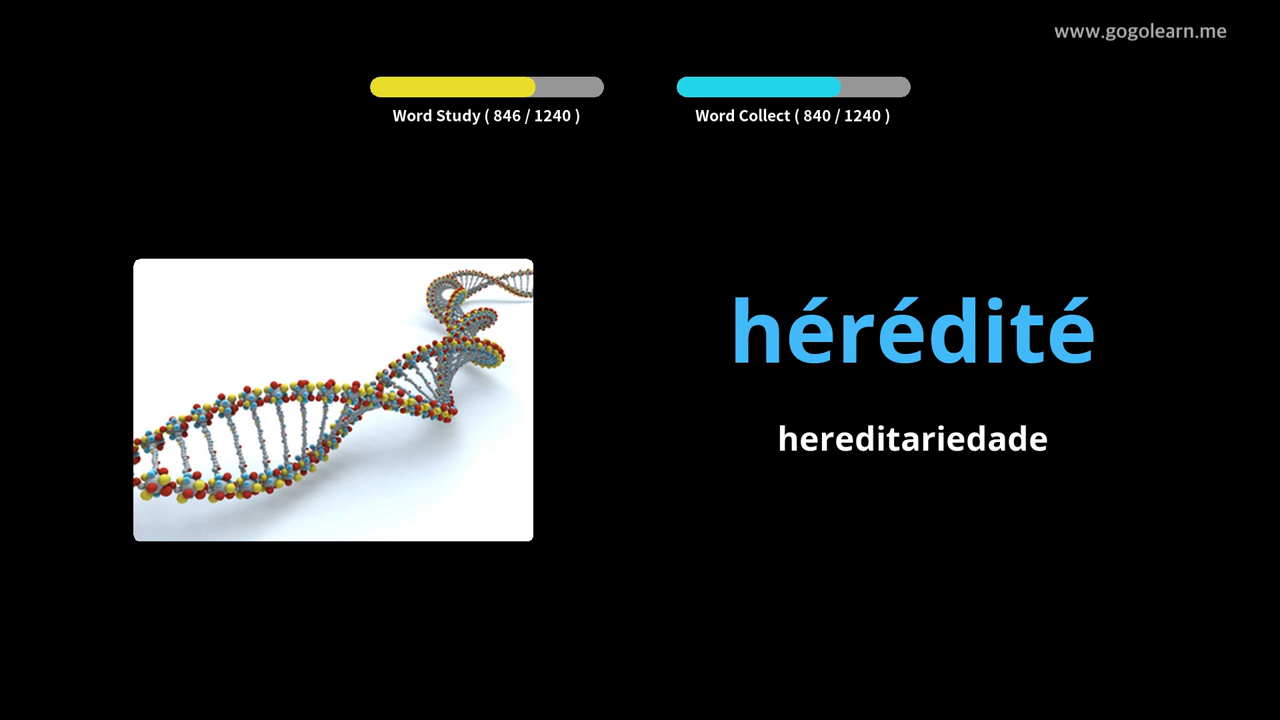 www.gogolearn.me
Word Study ( 846 / 1240 )
Word Collect ( 840 / 1240 )
hérédité
hereditariedade